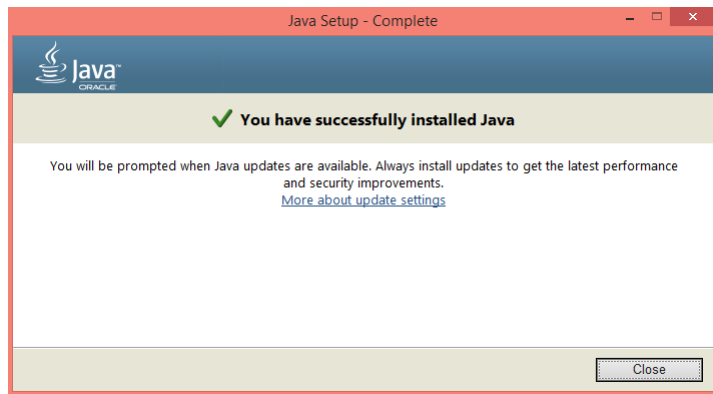 Java Setup - Complete
Java™
ORACLE
You have successfully installed Java
You will be prompted when Java updates are available. Always install updates to get the latest performance
and security improvements.
More about update settings
Close